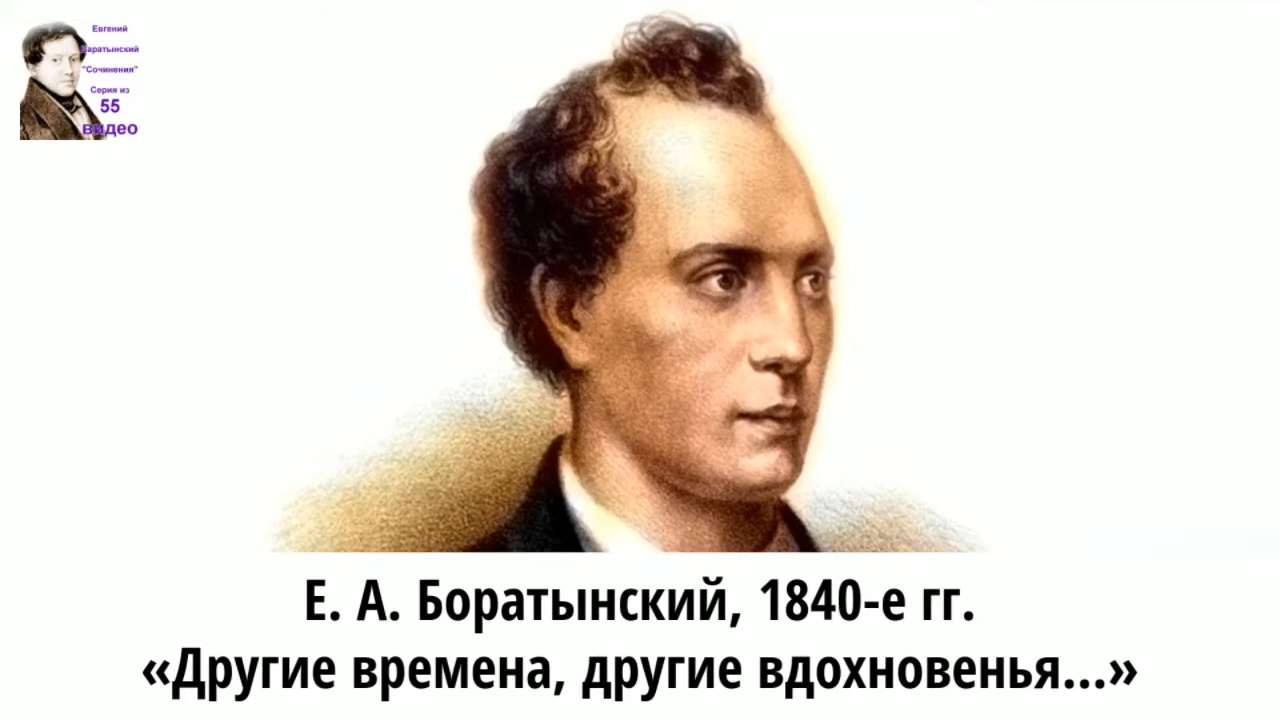 Евгений
Баратынский
"Сочинения"
Серия из
55
видео
Е. А. Боратынский, 1840-е гг.
«Другие времена, другие вдохновенья...»